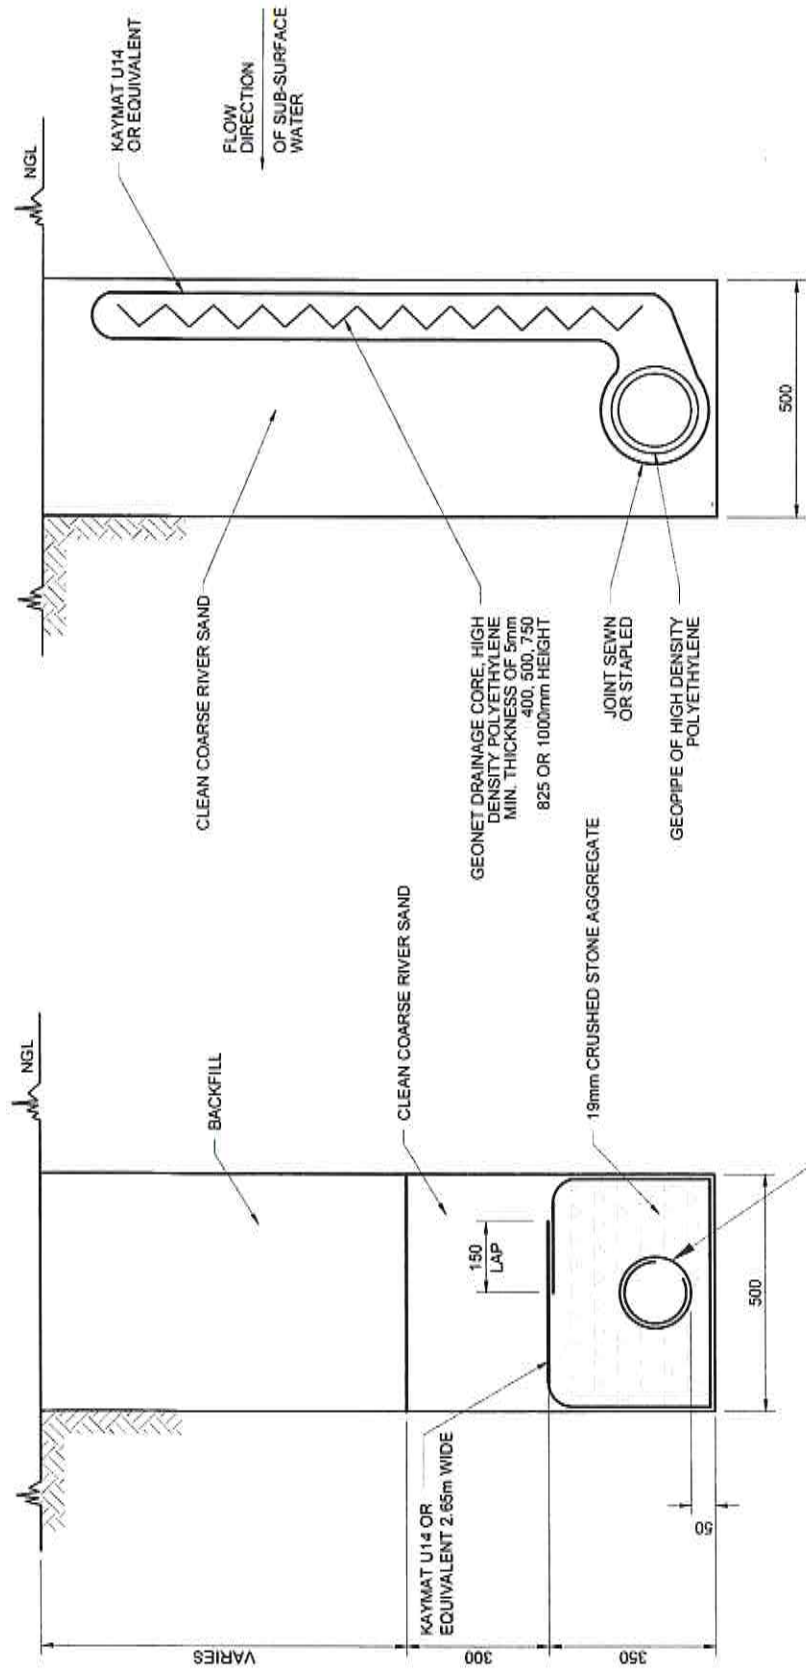 NGL
BACKFILL
CLEAN COARSE RIVER SAND
150
LAP
KAYMAT U14 OR
EQUIVALENT 2.65m WIDE
19mm CRUSHED STONE AGGREGATE
VARIES
300
350
50
500
NGL
KAYMAT U14
OR EQUIVALENT
FLOW
DIRECTION
OF SUB-SURFACE
WATER
CLEAN COARSE RIVER SAND
GEONET DRAINAGE CORE, HIGH
DENSITY POLYETHYLENE
MIN. THICKNESS OF 5mm
400, 500, 750
825 OR 1000mm HEIGHT
JOINT SEWN
OR STAPLED
GEOPIPE OF HIGH DENSITY
POLYETHYLENE
500